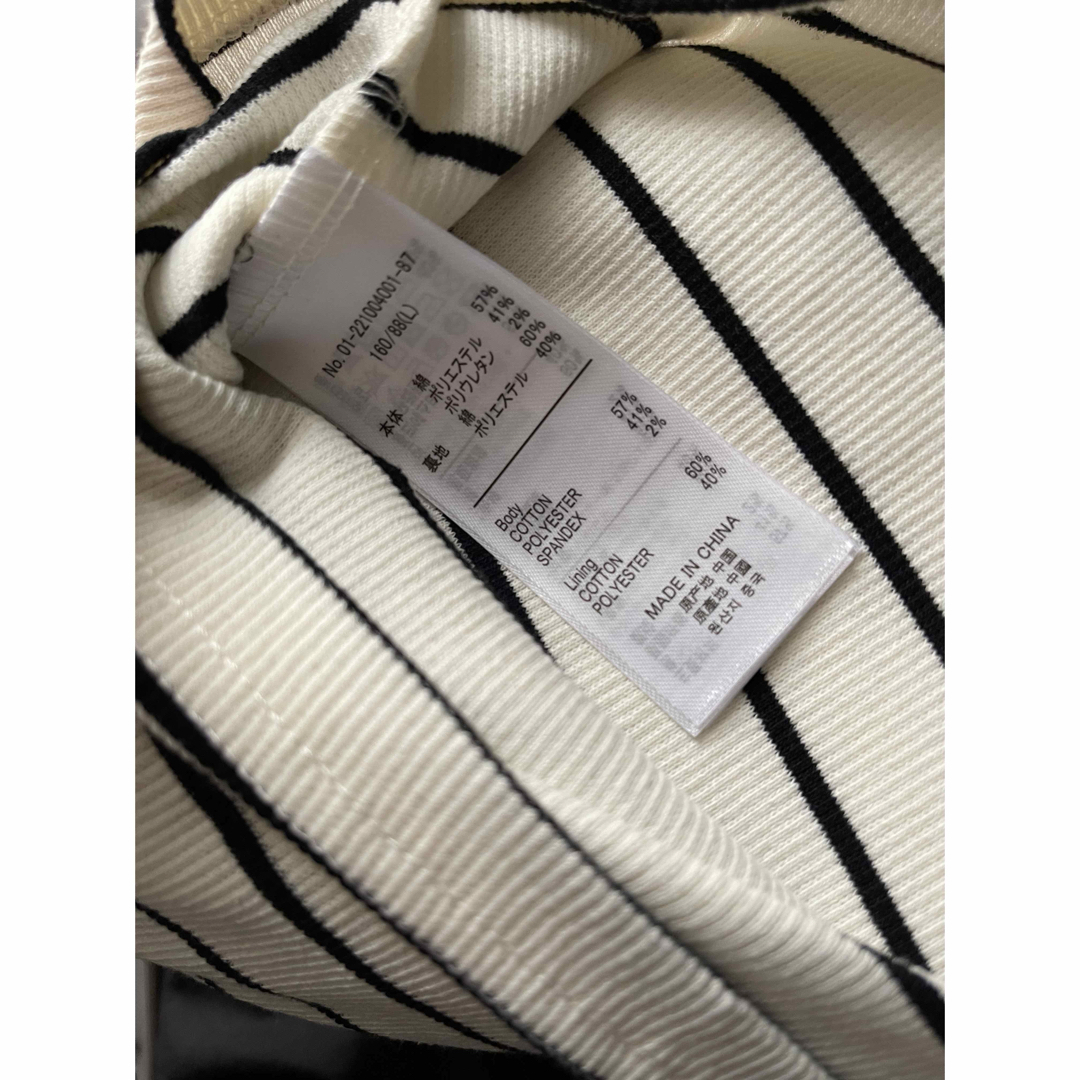 No. 01-221004001-87
160/88(L)
本体 綿 57%
ポリエステル 41%
ポリウレタン 2%
裏地 綿 60%
ポリエステル 40%
Body
COTTON 57%
POLYESTER 41%
SPANDEX 2%
Lining
COTTON 60%
POLYESTER 40%
MADE IN CHINA
原产地 中国
原產地 中國
원산지 중국